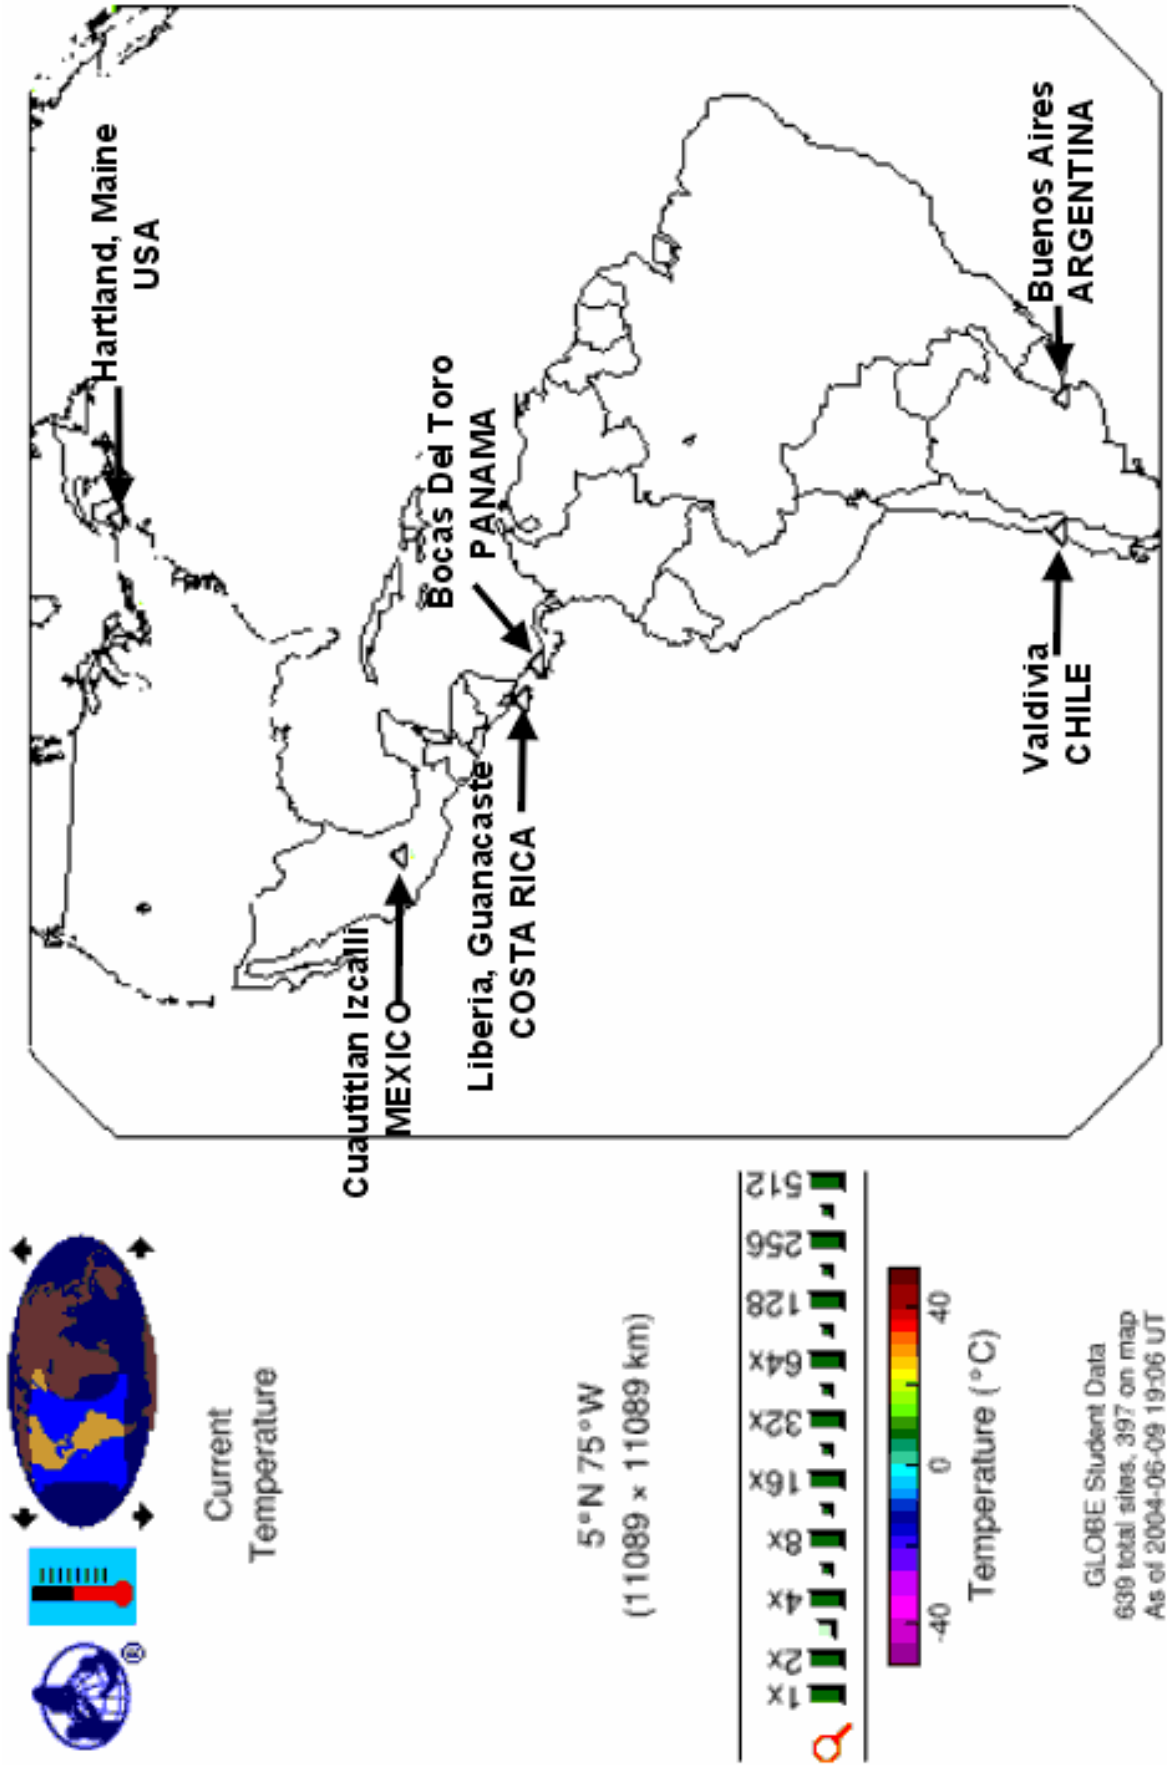 ®
Current
Temperature
5°N 75°W
(11089 × 11089 km)
1x 2x 4x 8x 16x 32x 64x 128 256 512
-40 0 40
Temperature (°C)
GLOBE Student Data
639 total sites, 397 on map
As of 2004-06-09 19:06 UT
Hartland, Maine
USA
Cuautitlan Izcalli
MEXICO
Bocas Del Toro
PANAMA
Liberia, Guanacaste
COSTA RICA
Valdivia
CHILE
Buenos Aires
ARGENTINA